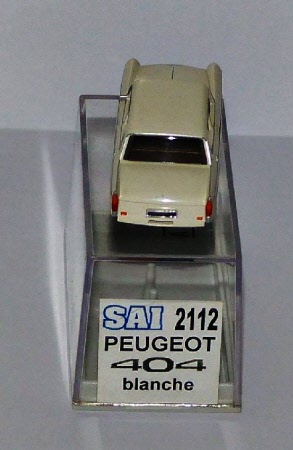 SAI 2112
PEUGEOT
404
blanche